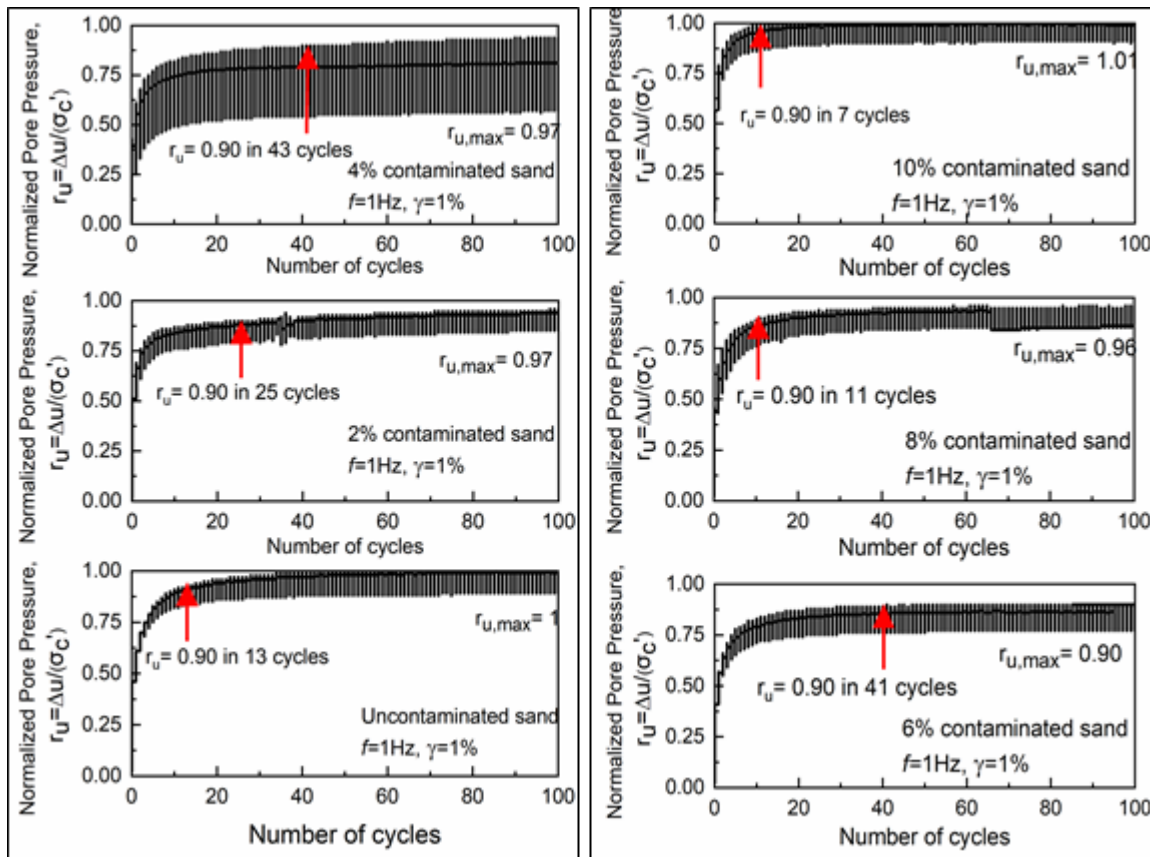 Normalized Pore Pressure,
r_u=Δu/(σ_c')
1.00
0.75
0.50
0.25
0.00
r_u,max= 0.97
r_u= 0.90 in 43 cycles
4% contaminated sand
f=1Hz, γ=1%
0 20 40 60 80 100
Number of cycles
Normalized Pore Pressure,
r_u=Δu/(σ_c')
1.00
0.75
0.50
0.25
0.00
r_u,max= 0.97
r_u= 0.90 in 25 cycles
2% contaminated sand
f=1Hz, γ=1%
0 20 40 60 80 100
Number of cycles
Normalized Pore Pressure,
r_u=Δu/(σ_c')
1.00
0.75
0.50
0.25
0.00
r_u,max= 1
r_u= 0.90 in 13 cycles
Uncontaminated sand
f=1Hz, γ=1%
0 20 40 60 80 100
Number of cycles
Normalized Pore Pressure,
r_u=Δu/(σ_c')
1.00
0.75
0.50
0.25
0.00
r_u,max= 1.01
r_u= 0.90 in 7 cycles
10% contaminated sand
f=1Hz, γ=1%
0 20 40 60 80 100
Number of cycles
Normalized Pore Pressure,
r_u=Δu/(σ_c')
1.00
0.75
0.50
0.25
0.00
r_u,max= 0.96
r_u= 0.90 in 11 cycles
8% contaminated sand
f=1Hz, γ=1%
0 20 40 60 80 100
Number of cycles
Normalized Pore Pressure,
r_u=Δu/(σ_c')
1.00
0.75
0.50
0.25
0.00
r_u,max= 0.90
r_u= 0.90 in 41 cycles
6% contaminated sand
f=1Hz, γ=1%
0 20 40 60 80 100
Number of cycles